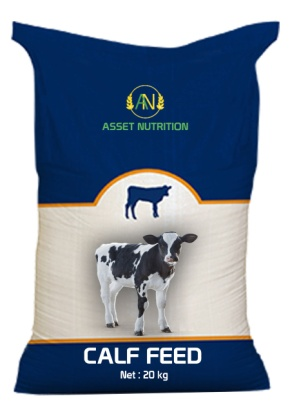 AN
ASSET NUTRITION
CALF FEED
Net : 20 kg